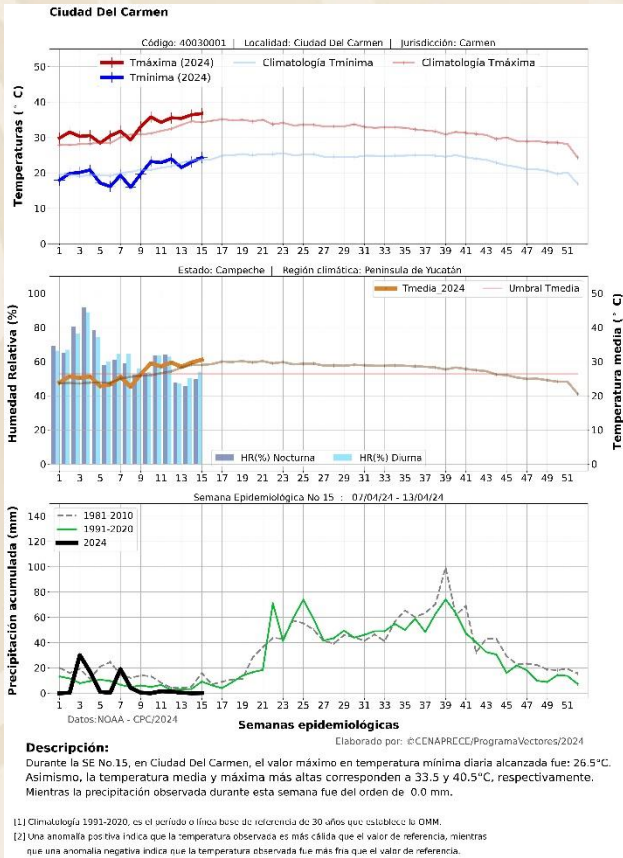 Ciudad Del Carmen
Código: 40030001 | Localidad: Ciudad Del Carmen | Jurisdicción: Carmen
Temperaturas (° C)
50
40
30
20
10
0
Tmáxima (2024)
Tmínima (2024)
Climatología Tmínima
Climatología Tmáxima
1 3 5 7 9 11 13 15 17 19 21 23 25 27 29 31 33 35 37 39 41 43 45 47 49 51
Estado: Campeche | Región climática: Península de Yucatán
Humedad Relativa (%)
100
80
60
40
20
0
Tmedia_2024
Umbral Tmedia
HR(%) Nocturna
HR(%) Diurna
Temperatura media (° C)
50
40
30
20
10
0
1 3 5 7 9 11 13 15 17 19 21 23 25 27 29 31 33 35 37 39 41 43 45 47 49 51
Semana Epidemiológica No 15 : 07/04/24 - 13/04/24
Precipitación acumulada (mm)
140
120
100
80
60
40
20
0
1981-2010
1991-2020
2024
1 3 5 7 9 11 13 15 17 19 21 23 25 27 29 31 33 35 37 39 41 43 45 47 49 51
Datos:NOAA - CPC/2024
Semanas epidemiológicas
Elaborado por: ©CENAPRECE/ProgramaVectores/2024
Descripción:
Durante la SE No.15, en Ciudad Del Carmen, el valor máximo en temperatura mínima diaria alcanzada fue: 26.5°C.
Asimismo, la temperatura media y máxima más altas corresponden a 33.5 y 40.5°C, respectivamente.
Mientras la precipitación observada durante esta semana fue del orden de 0.0 mm.
[1] Climatología 1991-2020, es el período o línea base de referencia de 30 años que establece la OMM.
[2] Una anomalía positiva indica que la temperatura observada es más cálida que el valor de referencia, mientras
que una anomalía negativa indica que la temperatura observada fue más fría que el valor de referencia.